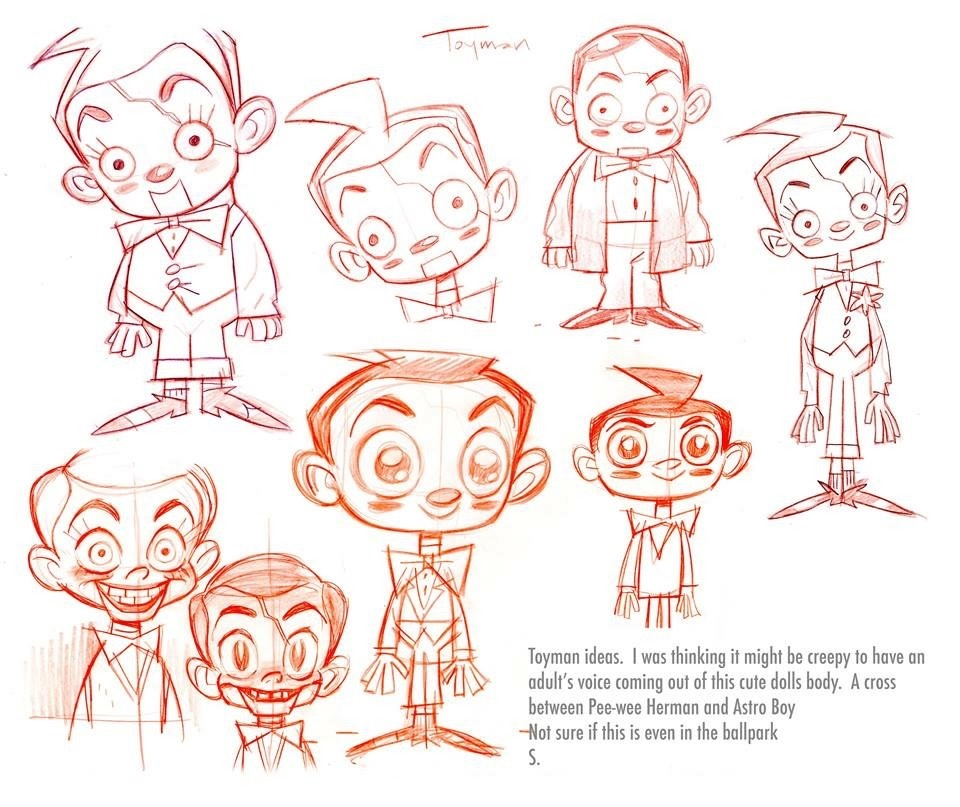 Toyman
Toyman ideas.  I was thinking it might be creepy to have an
adult's voice coming out of this cute dolls body.  A cross
between Pee-wee Herman and Astro Boy
Not sure if this is even in the ballpark
S.